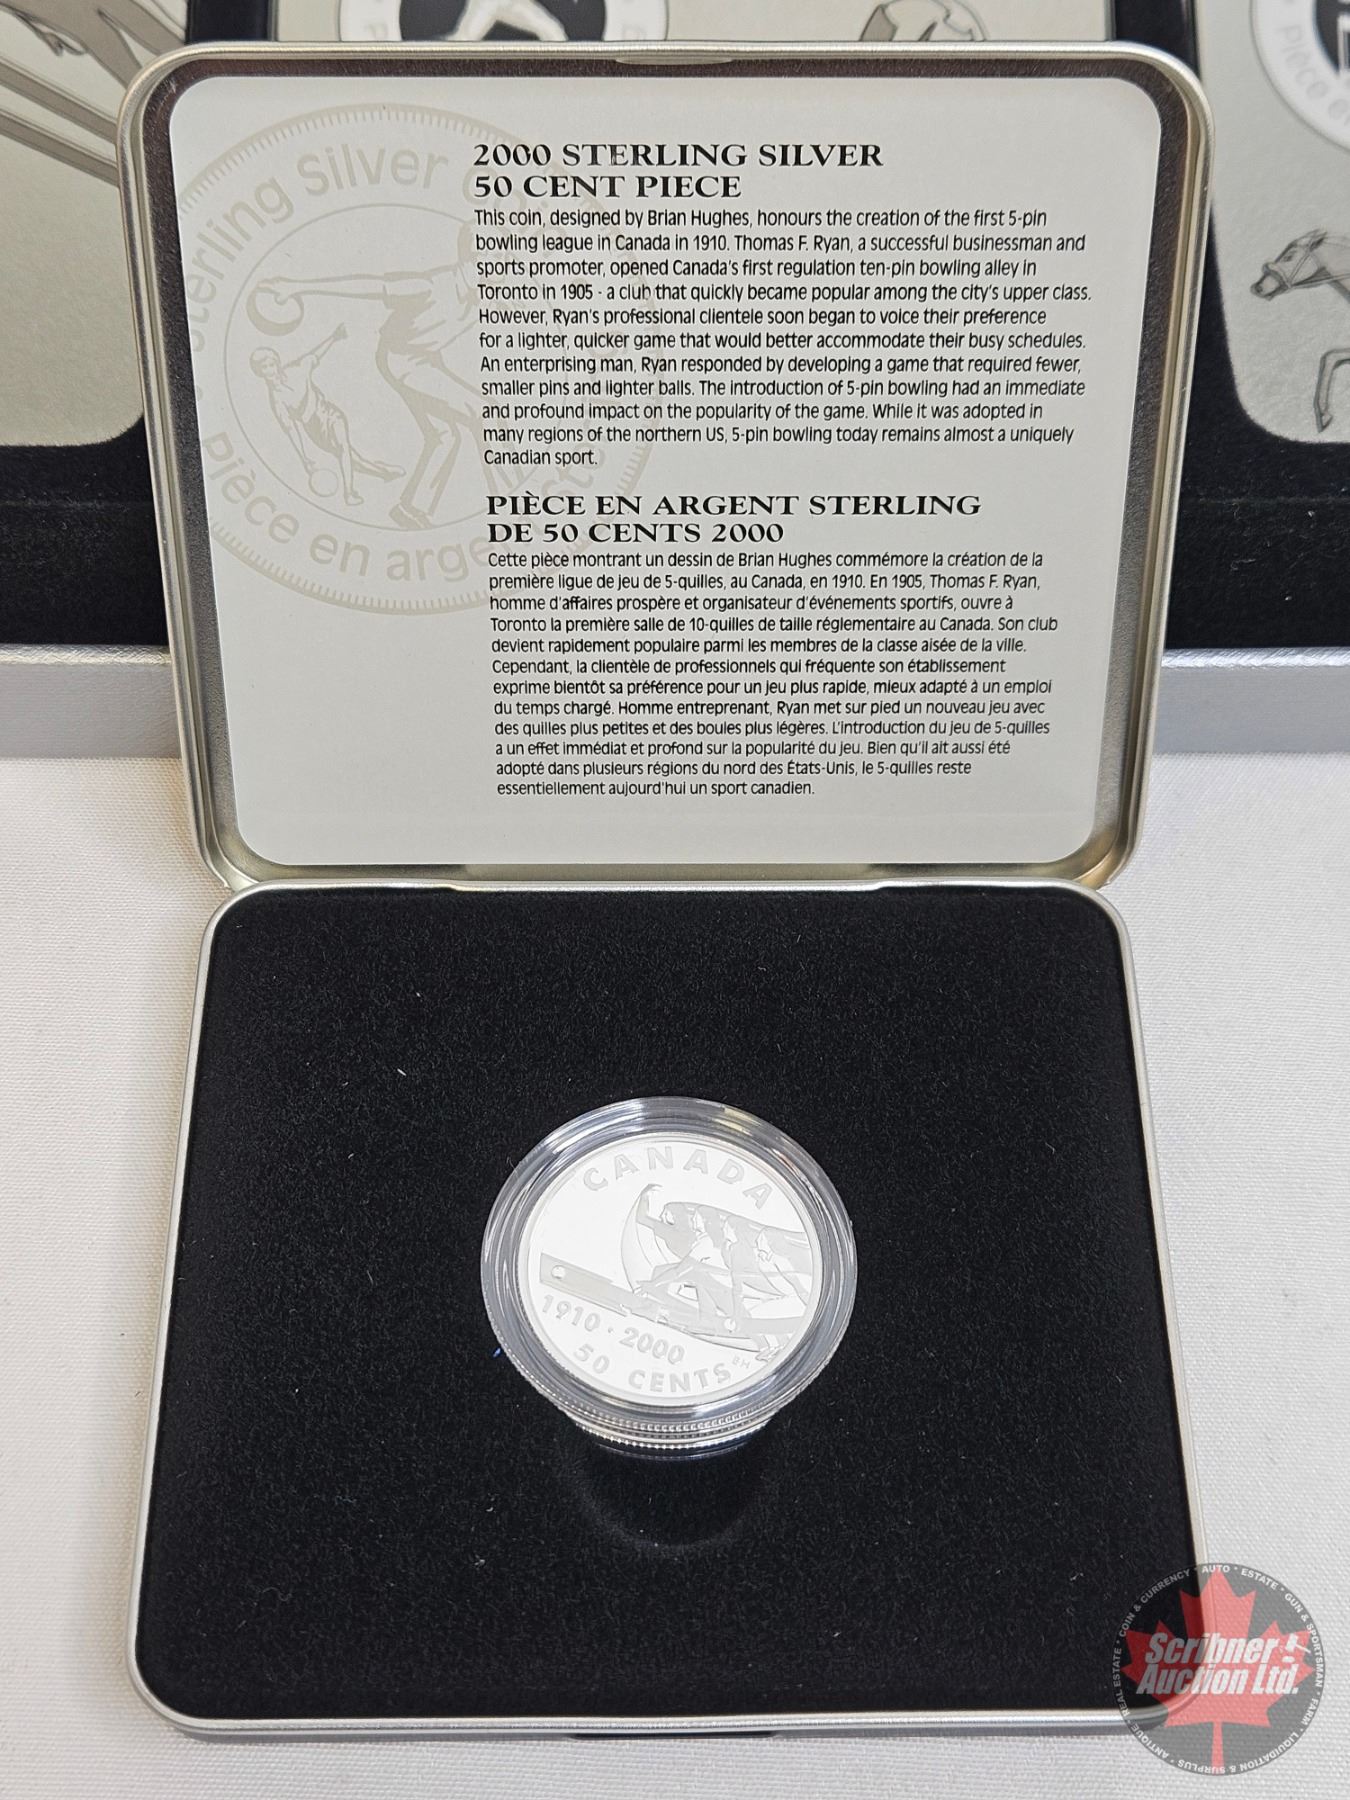 Pièce e
Sterling Silver Coin
Pièce en argent sterling
2000 STERLING SILVER
50 CENT PIECE
This coin, designed by Brian Hughes, honours the creation of the first 5-pin
bowling league in Canada in 1910. Thomas F. Ryan, a successful businessman and
sports promoter, opened Canada's first regulation ten-pin bowling alley in
Toronto in 1905 - a club that quickly became popular among the city's upper class.
However, Ryan's professional clientele soon began to voice their preference
for a lighter, quicker game that would better accommodate their busy schedules.
An enterprising man, Ryan responded by developing a game that required fewer,
smaller pins and lighter balls. The introduction of 5-pin bowling had an immediate
and profound impact on the popularity of the game. While it was adopted in
many regions of the northern US, 5-pin bowling today remains almost a uniquely
Canadian sport.
PIÈCE EN ARGENT STERLING
DE 50 CENTS 2000
Cette pièce montrant un dessin de Brian Hughes commémore la création de la
première ligue de jeu de 5-quilles, au Canada, en 1910. En 1905, Thomas F. Ryan,
homme d'affaires prospère et organisateur d'événements sportifs, ouvre à
Toronto la première salle de 10-quilles de taille réglementaire au Canada. Son club
devient rapidement populaire parmi les membres de la classe aisée de la ville.
Cependant, la clientèle de professionnels qui fréquente son établissement
exprime bientôt sa préférence pour un jeu plus rapide, mieux adapté à un emploi
du temps chargé. Homme entreprenant, Ryan met sur pied un nouveau jeu avec
des quilles plus petites et des boules plus légères. L'introduction du jeu de 5-quilles
a un effet immédiat et profond sur la popularité du jeu. Bien qu'il ait aussi été
adopté dans plusieurs régions du nord des États-Unis, le 5-quilles reste
essentiellement aujourd'hui un sport canadien.
CANADA
1910 · 2000
50 CENTS
BH
COIN & CURRENCY · AUTO · ESTATE · GUN & SPORTSMAN · FARM · LIQUIDATION & SURPLUS · ANTIQUE · REAL ESTATE ·
Scribner
Auction Ltd.